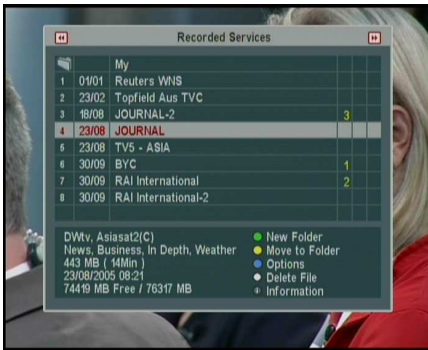 Recorded Services
My
1 01/01 Reuters WNS
2 23/02 Topfield Aus TVC
3 18/08 JOURNAL-2 3
4 23/08 JOURNAL
5 23/08 TV5 - ASIA
6 30/09 BYC 1
7 30/09 RAI International 2
8 30/09 RAI International-2
DWtv, Asiasat2(C)
News, Business, In Depth, Weather
443 MB ( 14Min )
23/08/2005 08:21
74419 MB Free / 76317 MB
New Folder
Move to Folder
Options
Delete File
Information